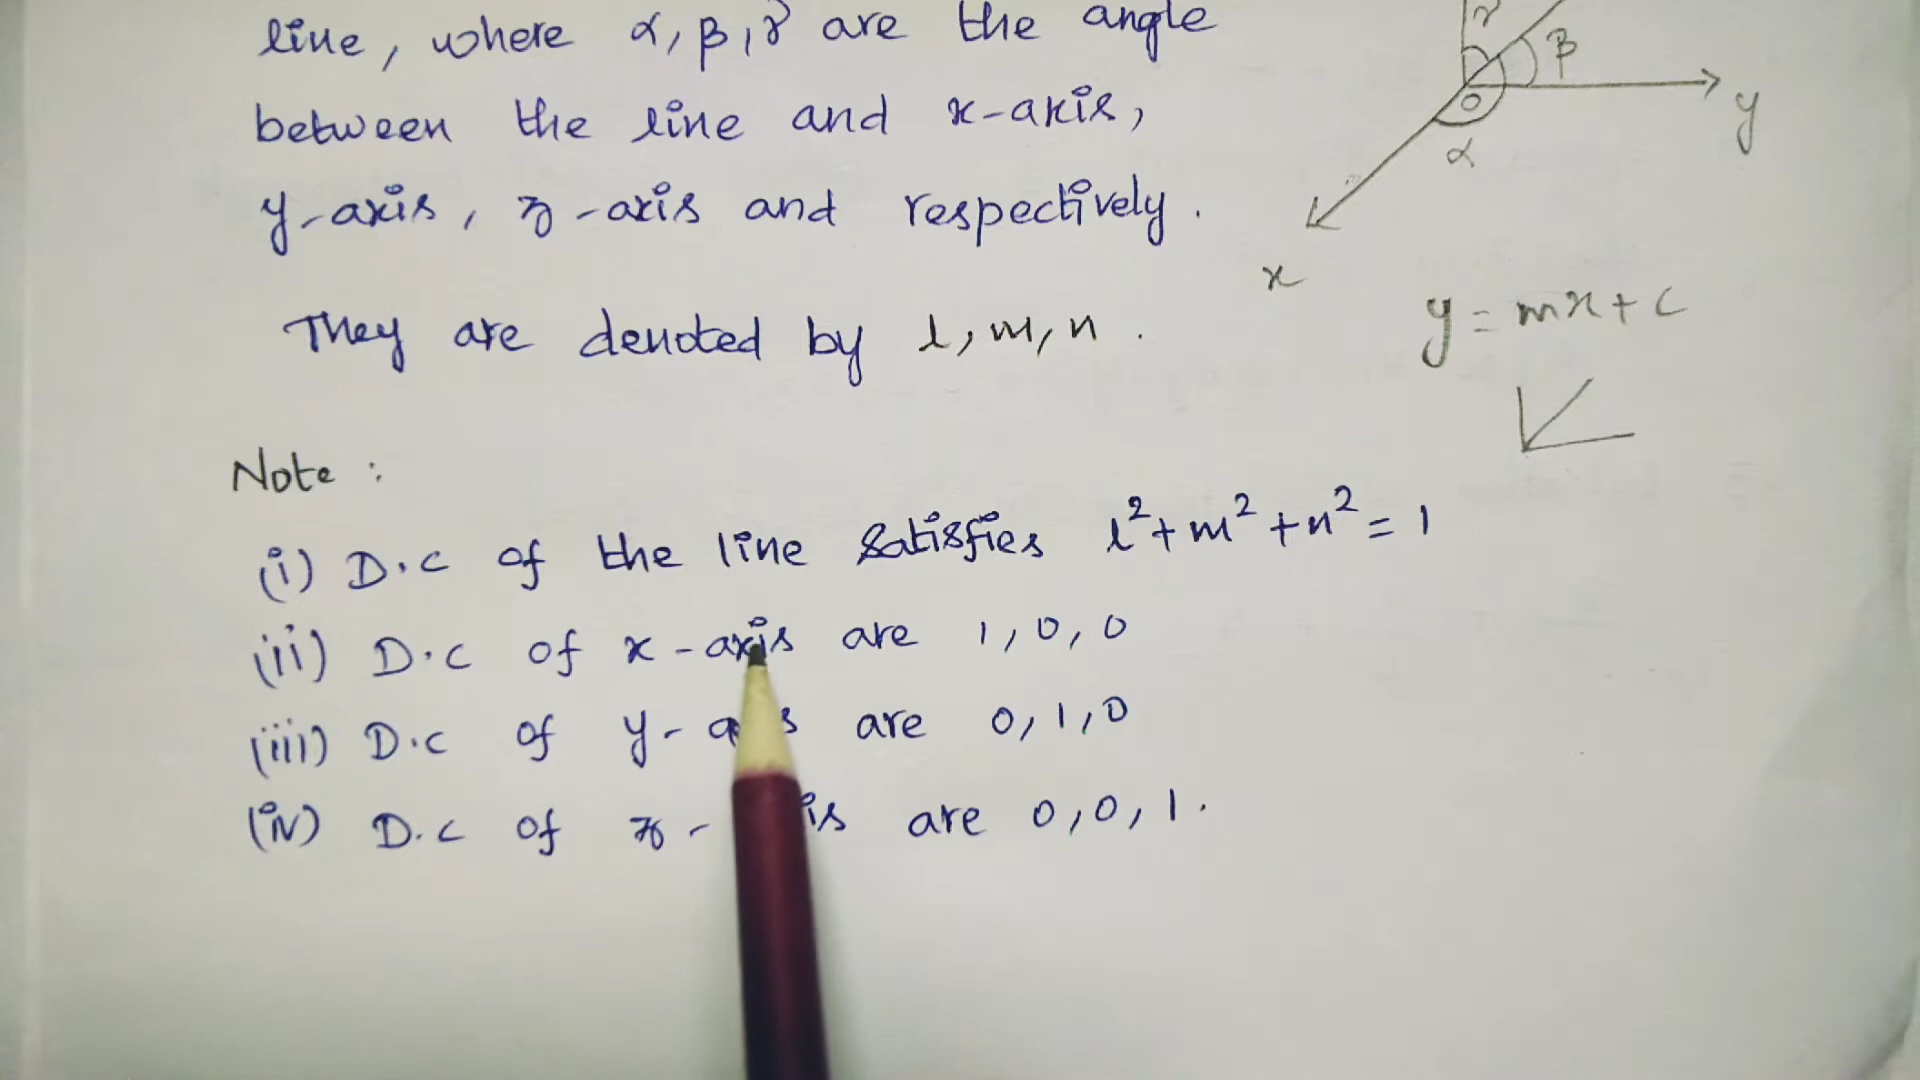 line, where α, β, γ are the angle
between the line and x-axis,
y-axis, z-axis and respectively.
They are denoted by l, m, n.
γ
β
O
y
α
x
y = mx + c
Note :
(i) D.C of the line satisfies l² + m² + n² = 1
(ii) D.C of x-axis are 1, 0, 0
(iii) D.C of y- are 0, 1, 0
(iv) D.C of z- are 0, 0, 1.